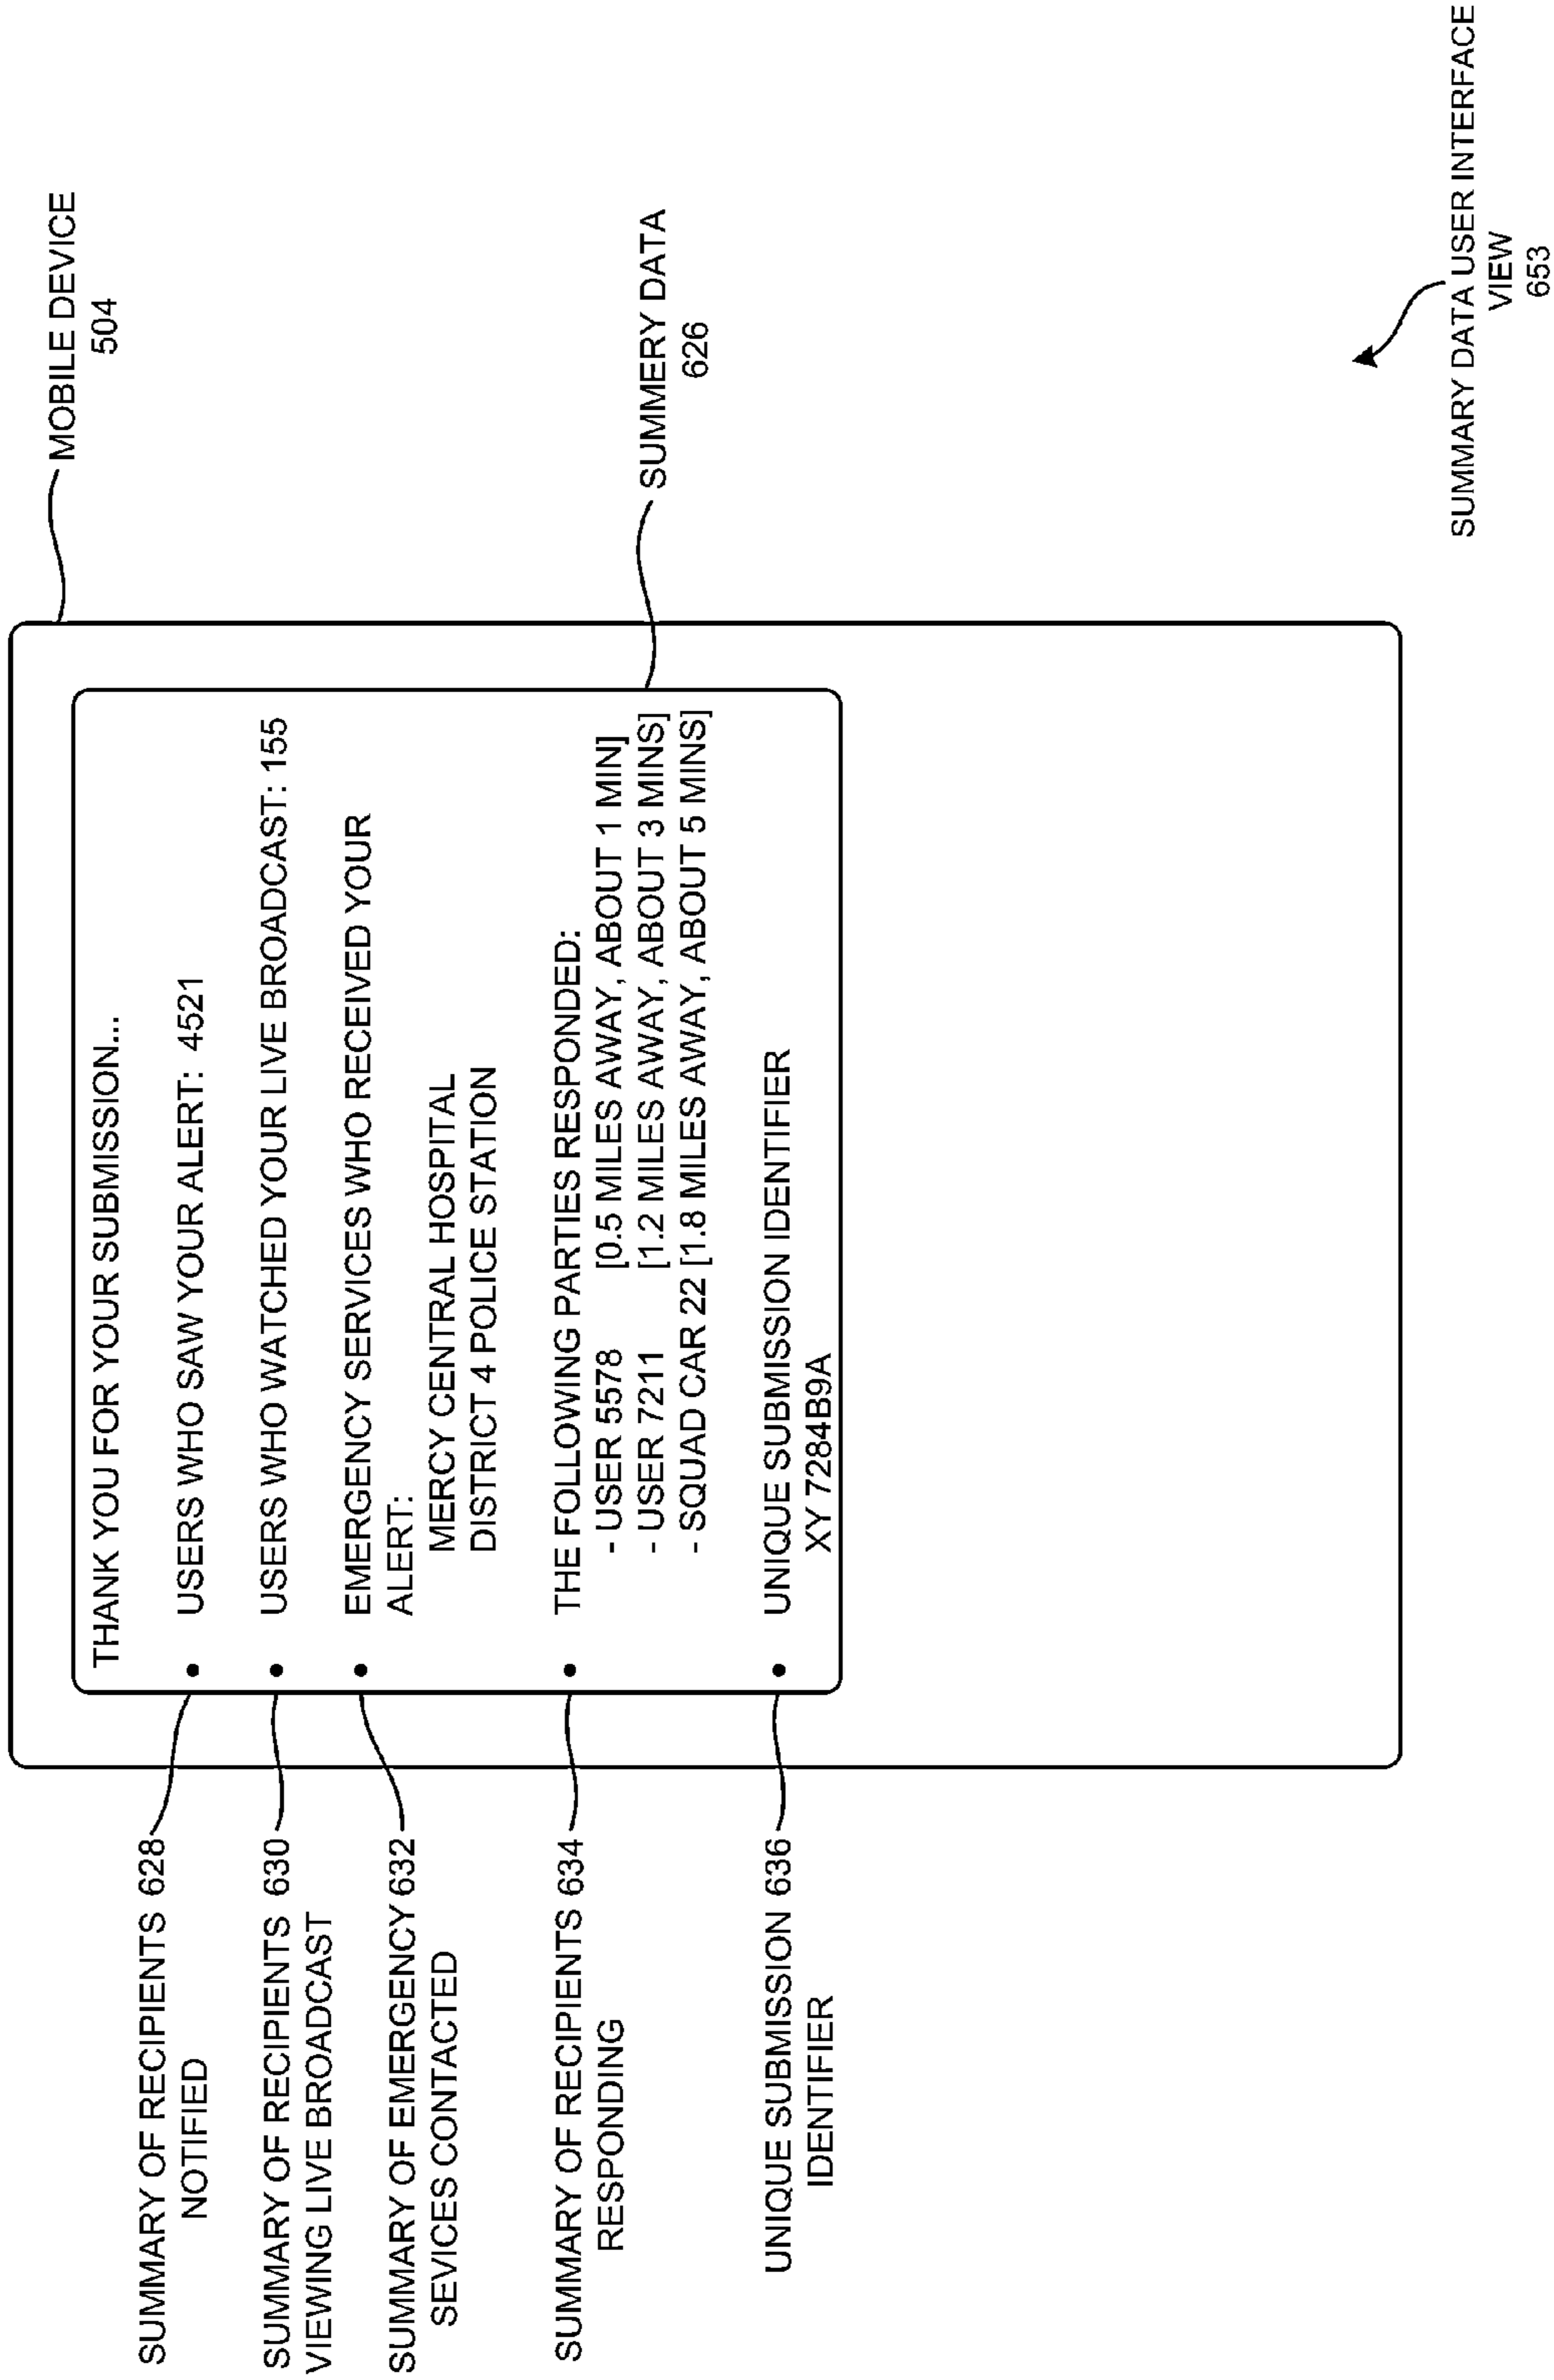 MOBILE DEVICE
504
THANK YOU FOR YOUR SUBMISSION...
• USERS WHO SAW YOUR ALERT: 4521
• USERS WHO WATCHED YOUR LIVE BROADCAST: 155
• EMERGENCY SERVICES WHO RECEIVED YOUR
ALERT:
MERCY CENTRAL HOSPITAL
DISTRICT 4 POLICE STATION
• THE FOLLOWING PARTIES RESPONDED:
- USER 5578 [0.5 MILES AWAY, ABOUT 1 MIN]
- USER 7211 [1.2 MILES AWAY, ABOUT 3 MINS]
- SQUAD CAR 22 [1.8 MILES AWAY, ABOUT 5 MINS]
• UNIQUE SUBMISSION IDENTIFIER
XY 7284B9A
SUMMARY OF RECIPIENTS 628
NOTIFIED
SUMMARY OF RECIPIENTS 630
VIEWING LIVE BROADCAST
SUMMARY OF EMERGENCY 632
SEVICES CONTACTED
SUMMARY OF RECIPIENTS 634
RESPONDING
UNIQUE SUBMISSION 636
IDENTIFIER
SUMMERY DATA
626
SUMMARY DATA USER INTERFACE
VIEW
653